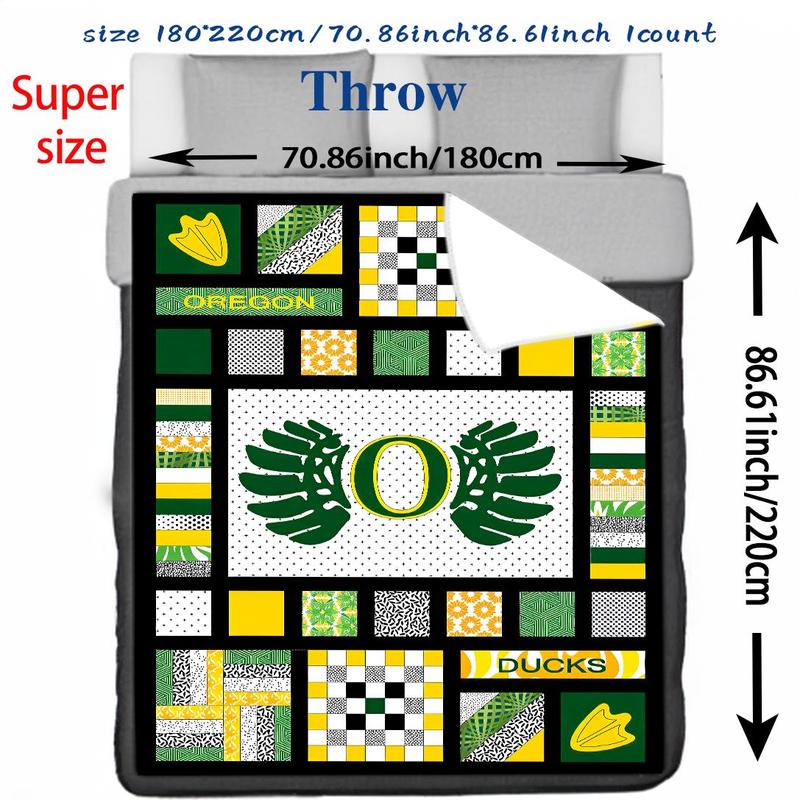 size 180*220cm/70.86inch*86.61inch 1count
Super
size
Throw
70.86inch/180cm
OREGON
86.61inch/220cm
O
DUCKS